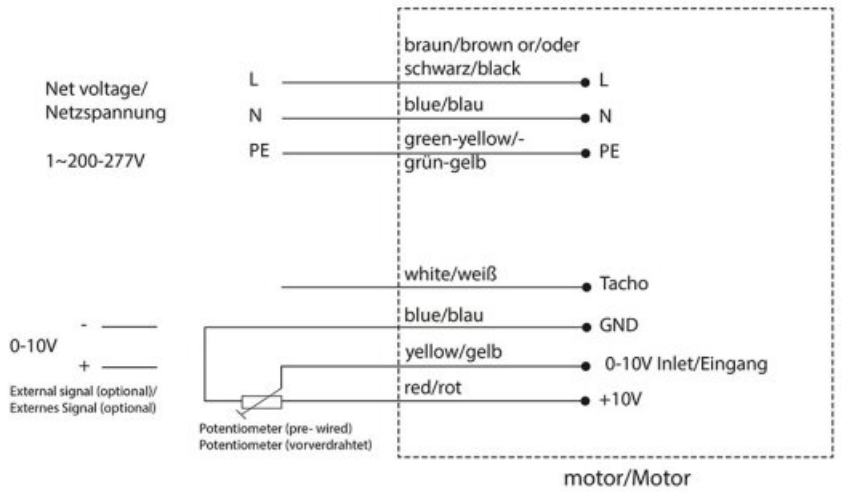 braun/brown or/oder
schwarz/black
Net voltage/
Netzspannung
1~200-277V
L
L
blue/blau
N
N
green-yellow/-
grün-gelb
PE
PE
white/weiß
Tacho
blue/blau
GND
0-10V
-
+
yellow/gelb
0-10V Inlet/Eingang
red/rot
+10V
External signal (optional)/
Externes Signal (optional)
Potentiometer (pre- wired)
Potentiometer (vorverdrahtet)
motor/Motor